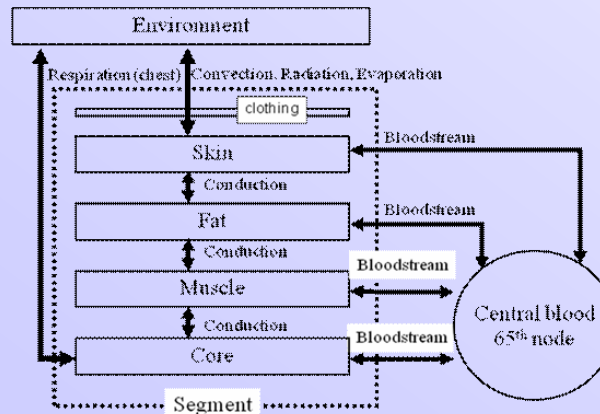 Environment
Respiration (chest) Convection, Radiation, Evaporation
clothing
Skin
Bloodstream
Conduction
Fat
Bloodstream
Conduction
Bloodstream
Muscle
Conduction
Bloodstream
Core
Central blood
65th node
Segment